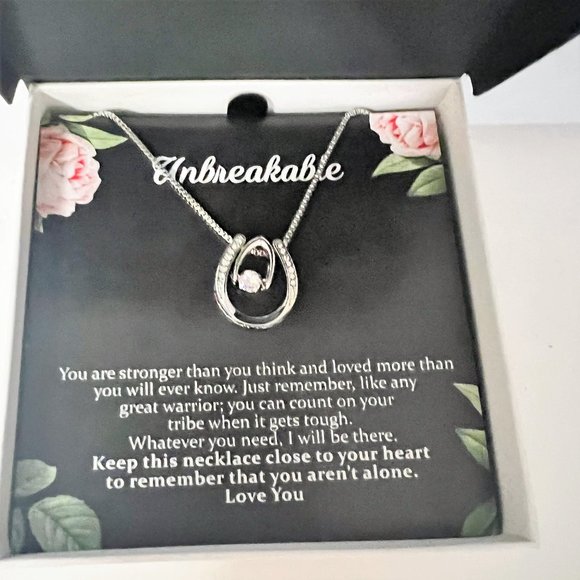 Unbreakable
You are stronger than you think and loved more than
you will ever know. Just remember, like any
great warrior; you can count on your
tribe when it gets tough.
Whatever you need, I will be there.
Keep this necklace close to your heart
to remember that you aren't alone.
Love You